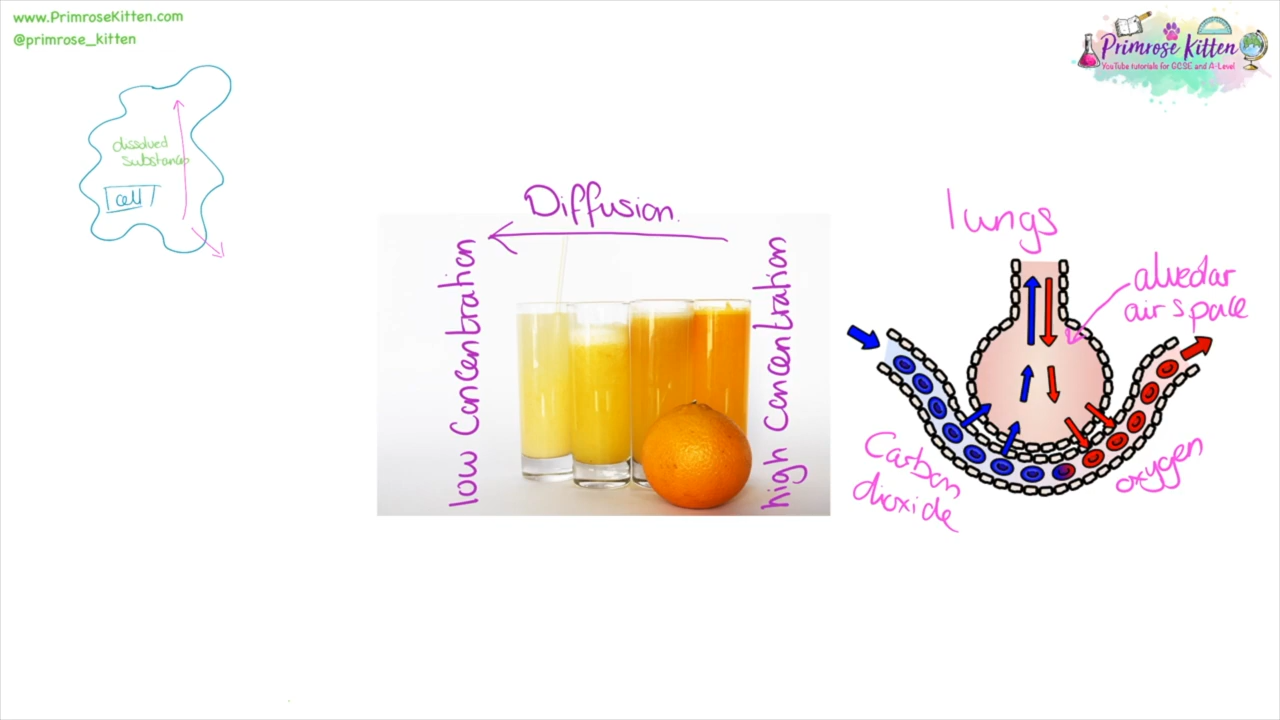 www.PrimroseKitten.com
@primrose_kitten
Primrose Kitten
YouTube tutorials for GCSE and A-Level
dissolved
substances
cell
Diffusion.
low concentration
high concentration
lungs
alveolar
air space
Carbon
dioxide
oxygen